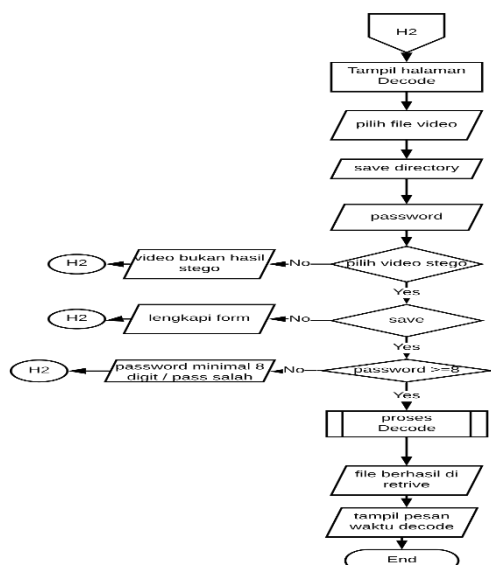 H2
Tampil halaman
Decode
pilih file video
save directory
password
pilih video stego
No
video bukan hasil
stego
H2
Yes
save
No
lengkapi form
H2
Yes
password >=8
No
password minimal 8
digit / pass salah
H2
Yes
proses
Decode
file berhasil di
retrive
tampil pesan
waktu decode
End